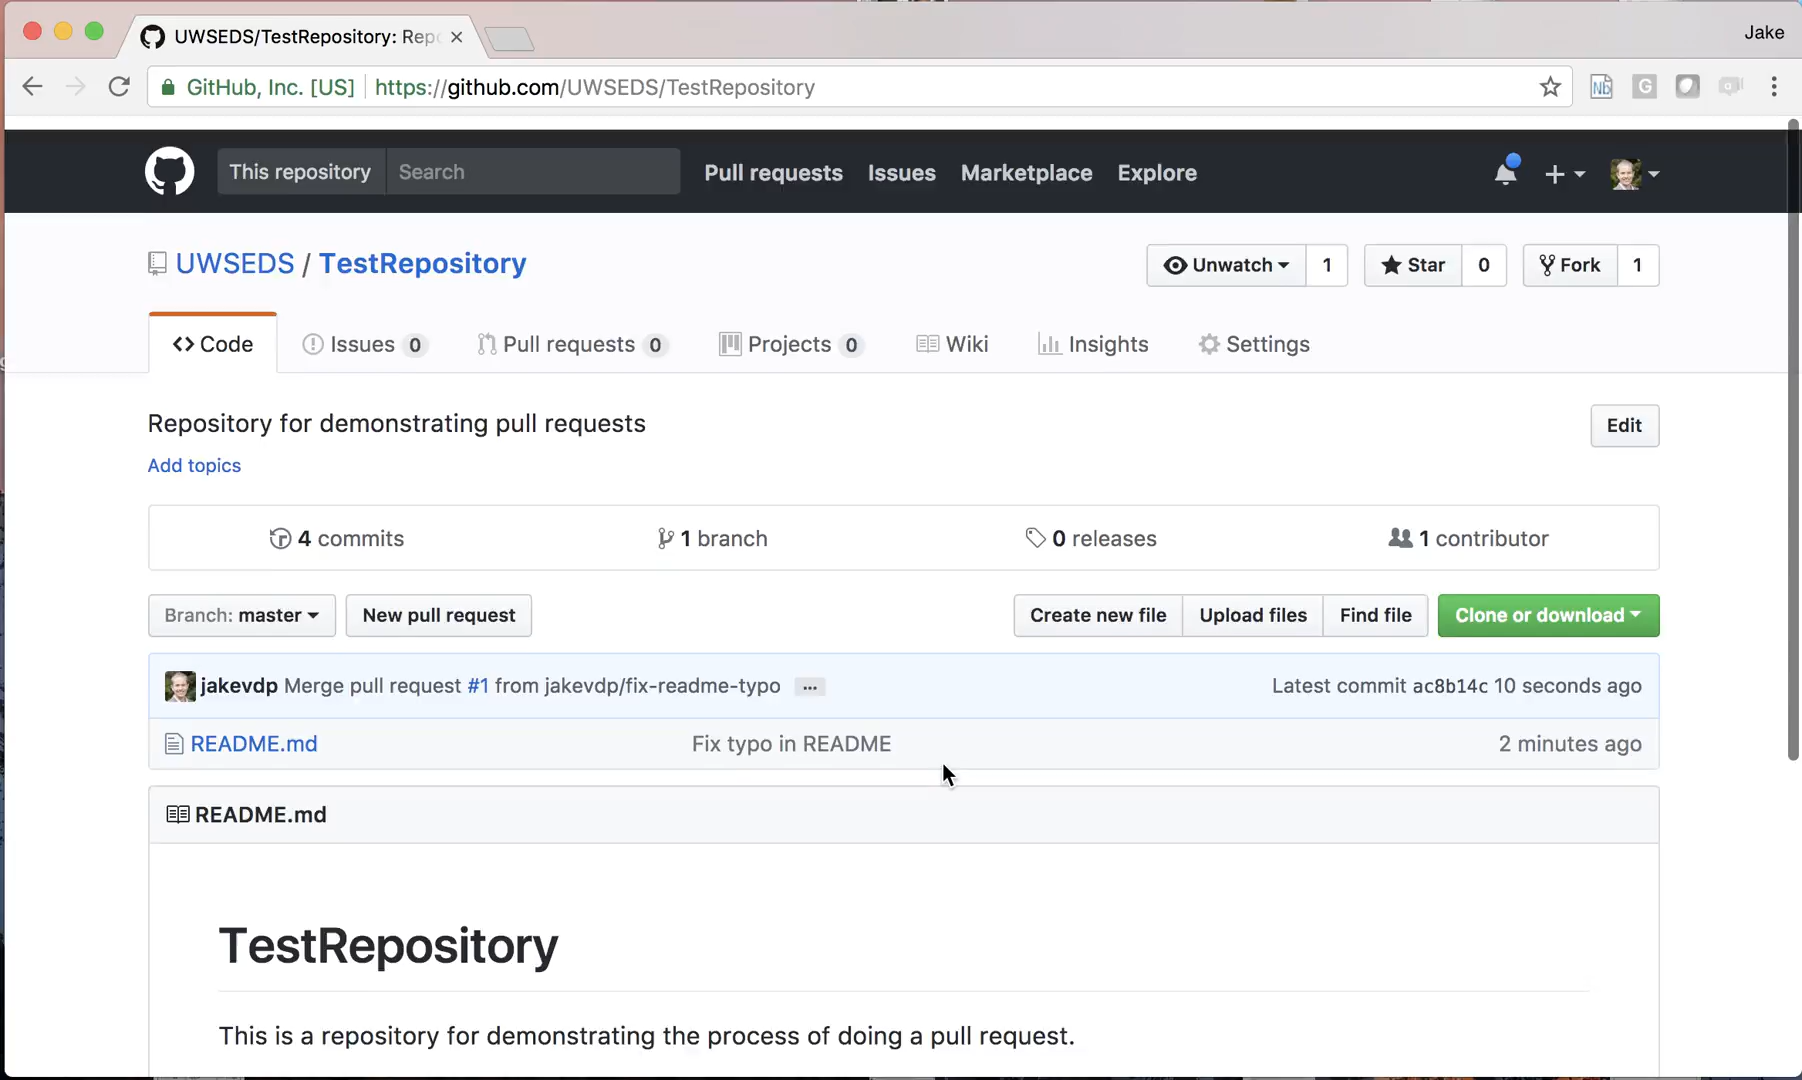 UWSEDS/TestRepository: Rep
Jake
GitHub, Inc. [US] https://github.com/UWSEDS/TestRepository
This repository Search Pull requests Issues Marketplace Explore
UWSEDS / TestRepository
Unwatch 1 Star 0 Fork 1
Code Issues 0 Pull requests 0 Projects 0 Wiki Insights Settings
Repository for demonstrating pull requests
Edit
Add topics
4 commits 1 branch 0 releases 1 contributor
Branch: master New pull request Create new file Upload files Find file Clone or download
jakevdp Merge pull request #1 from jakevdp/fix-readme-typo ... Latest commit ac8b14c 10 seconds ago
README.md Fix typo in README 2 minutes ago
README.md
TestRepository
This is a repository for demonstrating the process of doing a pull request.